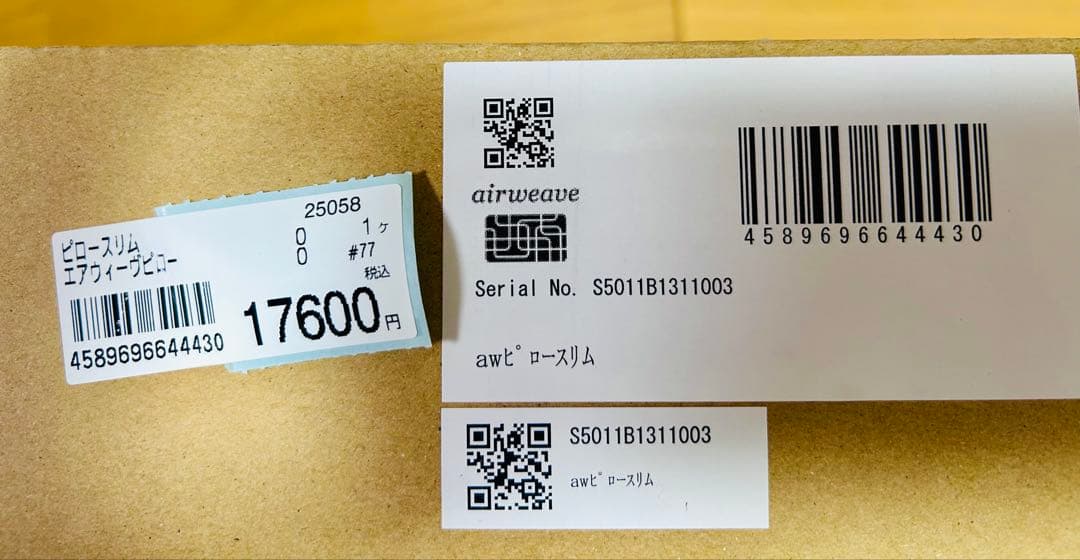 25058
0 1ヶ
0 #77
ピロースリム
エアウィーヴピロー
税込
17600円
4589696644430
airweave
4589696644430
Serial No. S5011B1311003
awﾋﾟﾛｰｽﾘﾑ
S5011B1311003
awﾋﾟﾛｰｽﾘﾑ